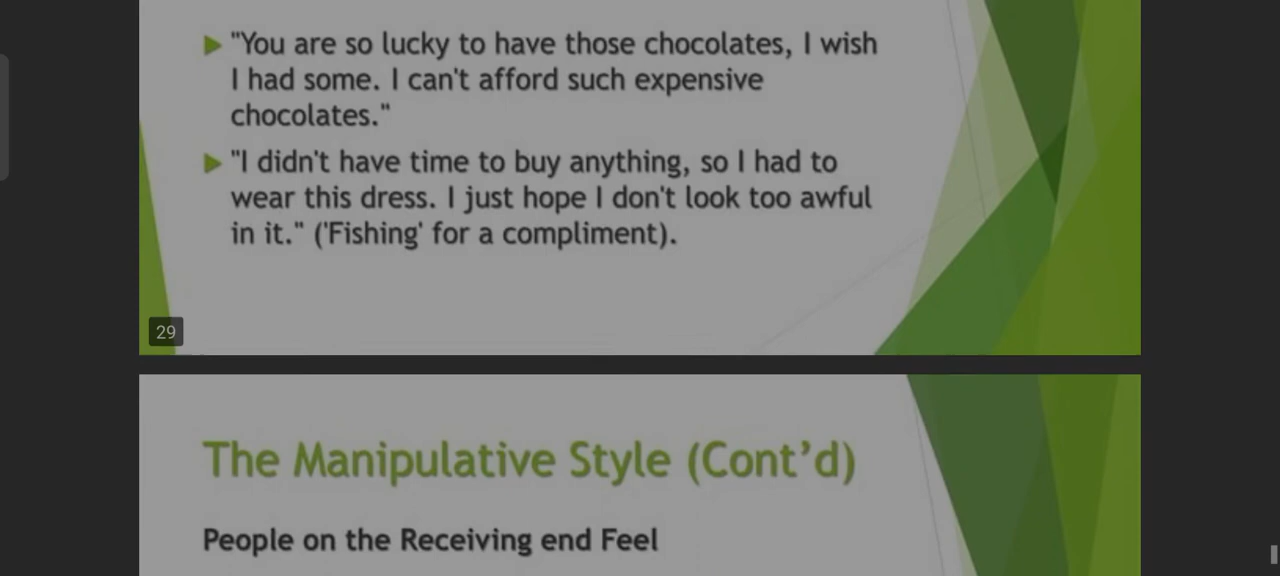 "You are so lucky to have those chocolates, I wish
I had some. I can't afford such expensive
chocolates."
"I didn't have time to buy anything, so I had to
wear this dress. I just hope I don't look too awful
in it." ('Fishing' for a compliment).
29
The Manipulative Style (Cont’d)
People on the Receiving end Feel